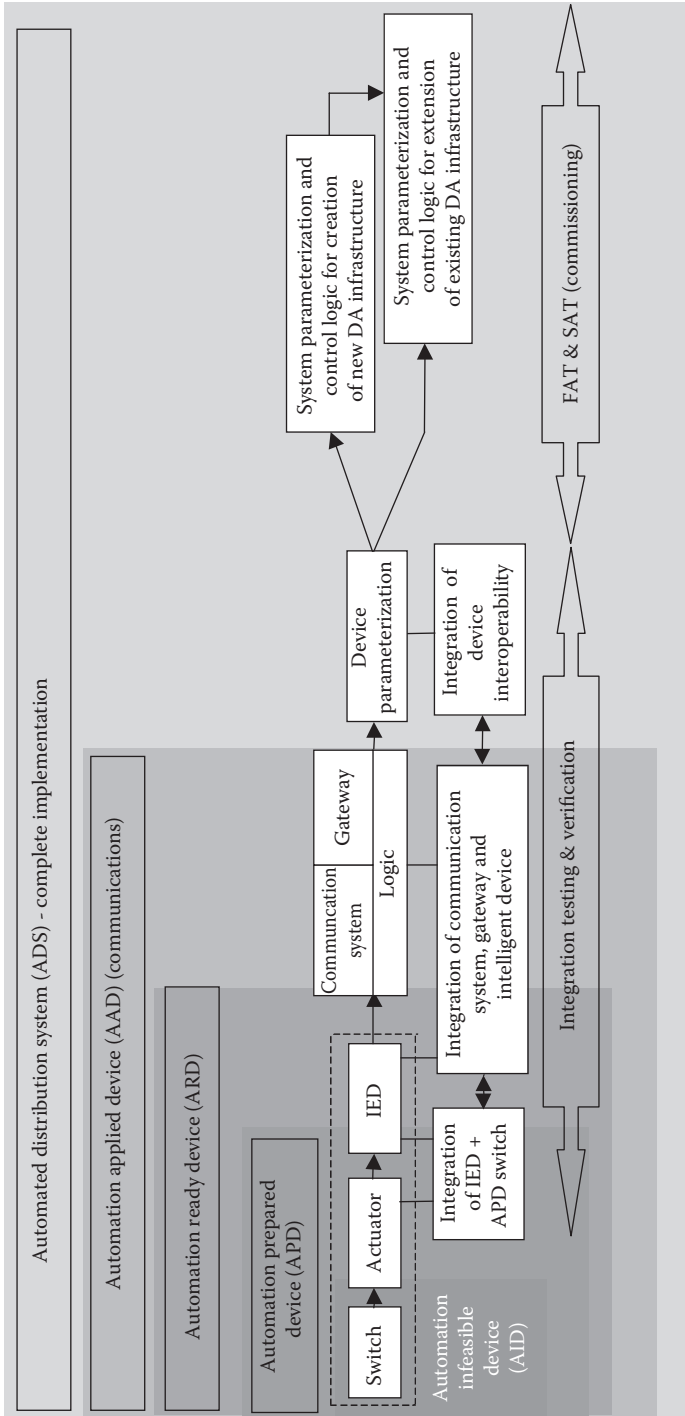 Automated distribution system (ADS) - complete implementation
Automation applied device (AAD) (communications)
Automation ready device (ARD)
Automation prepared
device (APD)
Switch
Actuator
IED
Communcation
system
Gateway
Logic
Device
parameterization
System parameterization and
control logic for creation
of new DA infrastructure
System parameterization and
control logic for extension
of existing DA infrastructure
Automation
infeasible
device
(AID)
Integration
of IED +
APD switch
Integration of communication
system, gateway and
intelligent device
Integration of
device
interoperability
Integration testing & verification
FAT & SAT (commissioning)